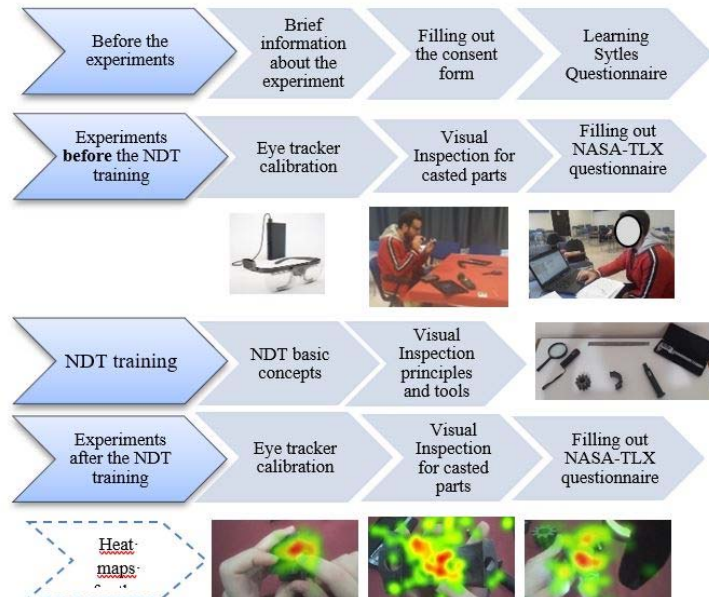 Before the
experiments
Brief
information
about the
experiment
Filling out
the consent
form
Learning
Sytles
Questionnaire
Experiments
before the NDT
training
Eye tracker
calibration
Visual
Inspection for
casted parts
Filling out
NASA-TLX
questionnaire
NDT training
NDT basic
concepts
Visual
Inspection
principles
and tools
Experiments
after the NDT
training
Eye tracker
calibration
Visual
Inspection
for casted
parts
Filling out
NASA-TLX
questionnaire
Heat
maps